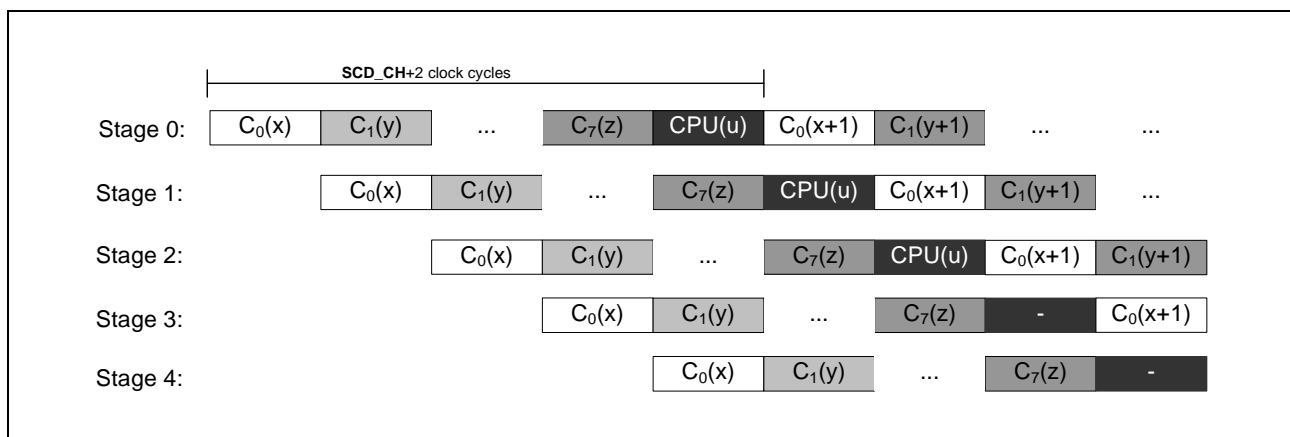 SCD_CH+2 clock cycles
Stage 0: C₀(x) C₁(y) ... C₇(z) CPU(u) C₀(x+1) C₁(y+1) ... ...
Stage 1: C₀(x) C₁(y) ... C₇(z) CPU(u) C₀(x+1) C₁(y+1) ...
Stage 2: C₀(x) C₁(y) ... C₇(z) CPU(u) C₀(x+1) C₁(y+1)
Stage 3: C₀(x) C₁(y) ... C₇(z) - C₀(x+1)
Stage 4: C₀(x) C₁(y) ... C₇(z) -